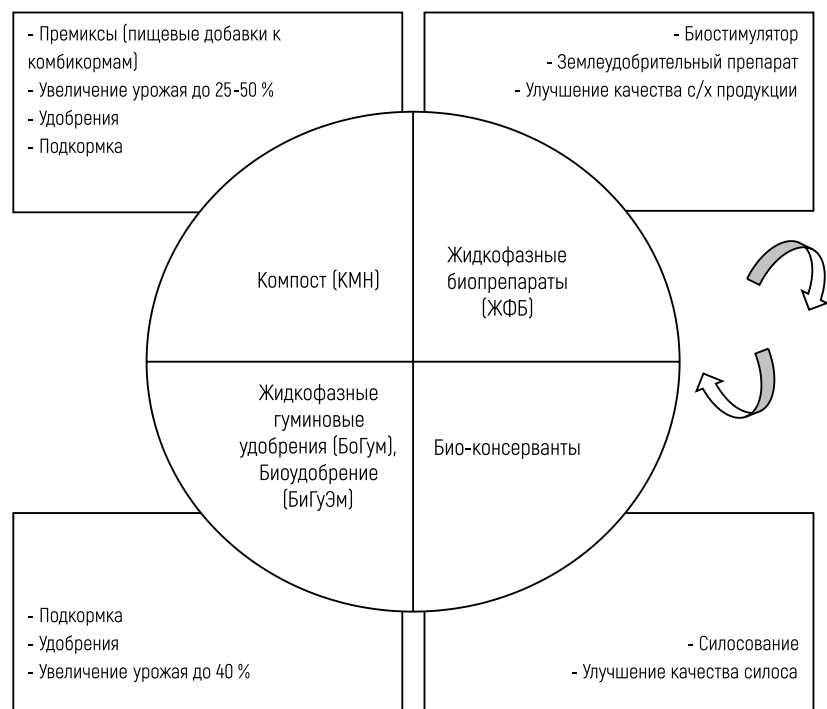 - Премиксы (пищевые добавки к
комбикормам)
- Увеличение урожая до 25-50 %
- Удобрения
- Подкормка
- Биостимулятор
- Землеудобрительный препарат
- Улучшение качества с/х продукции
Компост (КМН)
Жидкофазные
биопрепараты
(ЖФБ)
Жидкофазные
гуминовые
удобрения (БоГум),
Биоудобрение
(БиГуЭм)
Био-консерванты
- Подкормка
- Удобрения
- Увеличение урожая до 40 %
- Силосование
- Улучшение качества силоса